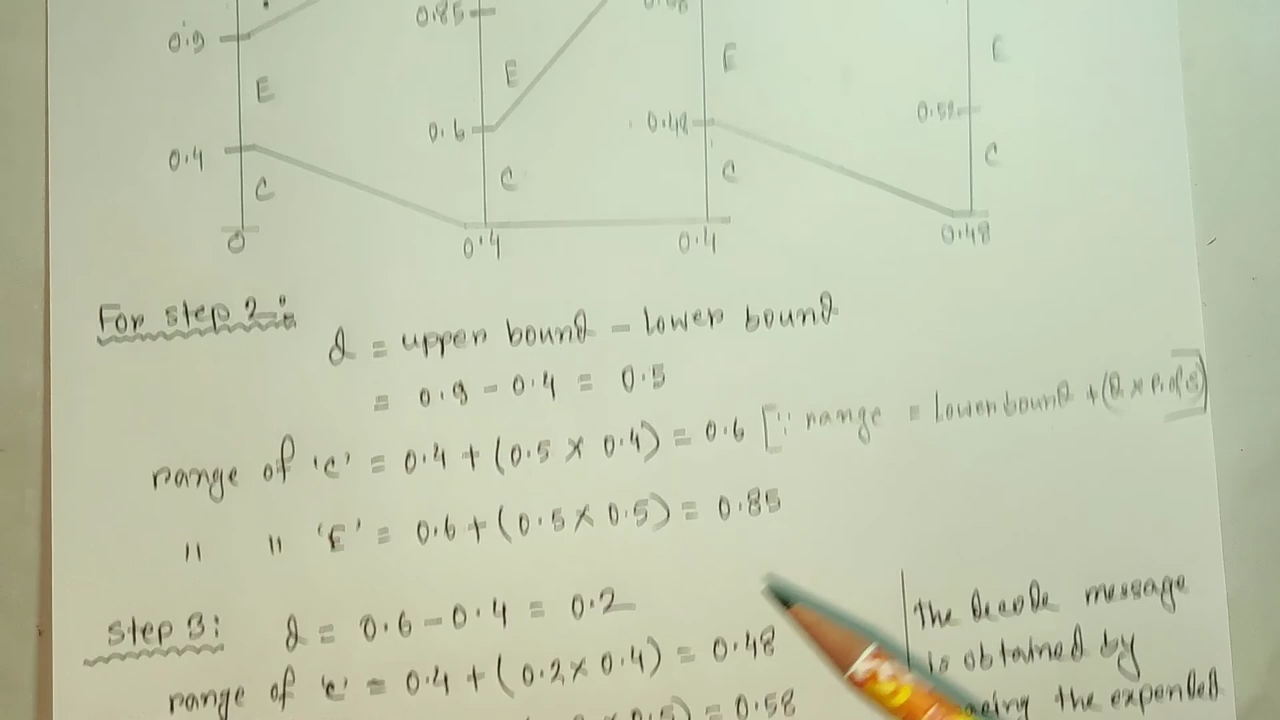 0.9
E
0.4
C
0
0.85
E
0.6
C
0.4
E
0.48
C
0.4
E
0.52
C
0.48
For step 2:
d = upper bound - lower bound
= 0.9 - 0.4 = 0.5
range of 'c' = 0.4 + (0.5 × 0.4) = 0.6 [∵ range = Lower bound + (d × P. of S)]
" " 'E' = 0.6 + (0.5 × 0.5) = 0.85
step 3: d = 0.6 - 0.4 = 0.2
range of 'c' = 0.4 + (0.2 × 0.4) = 0.48
0.5) = 0.58
The decode message
is obtained by
the expended